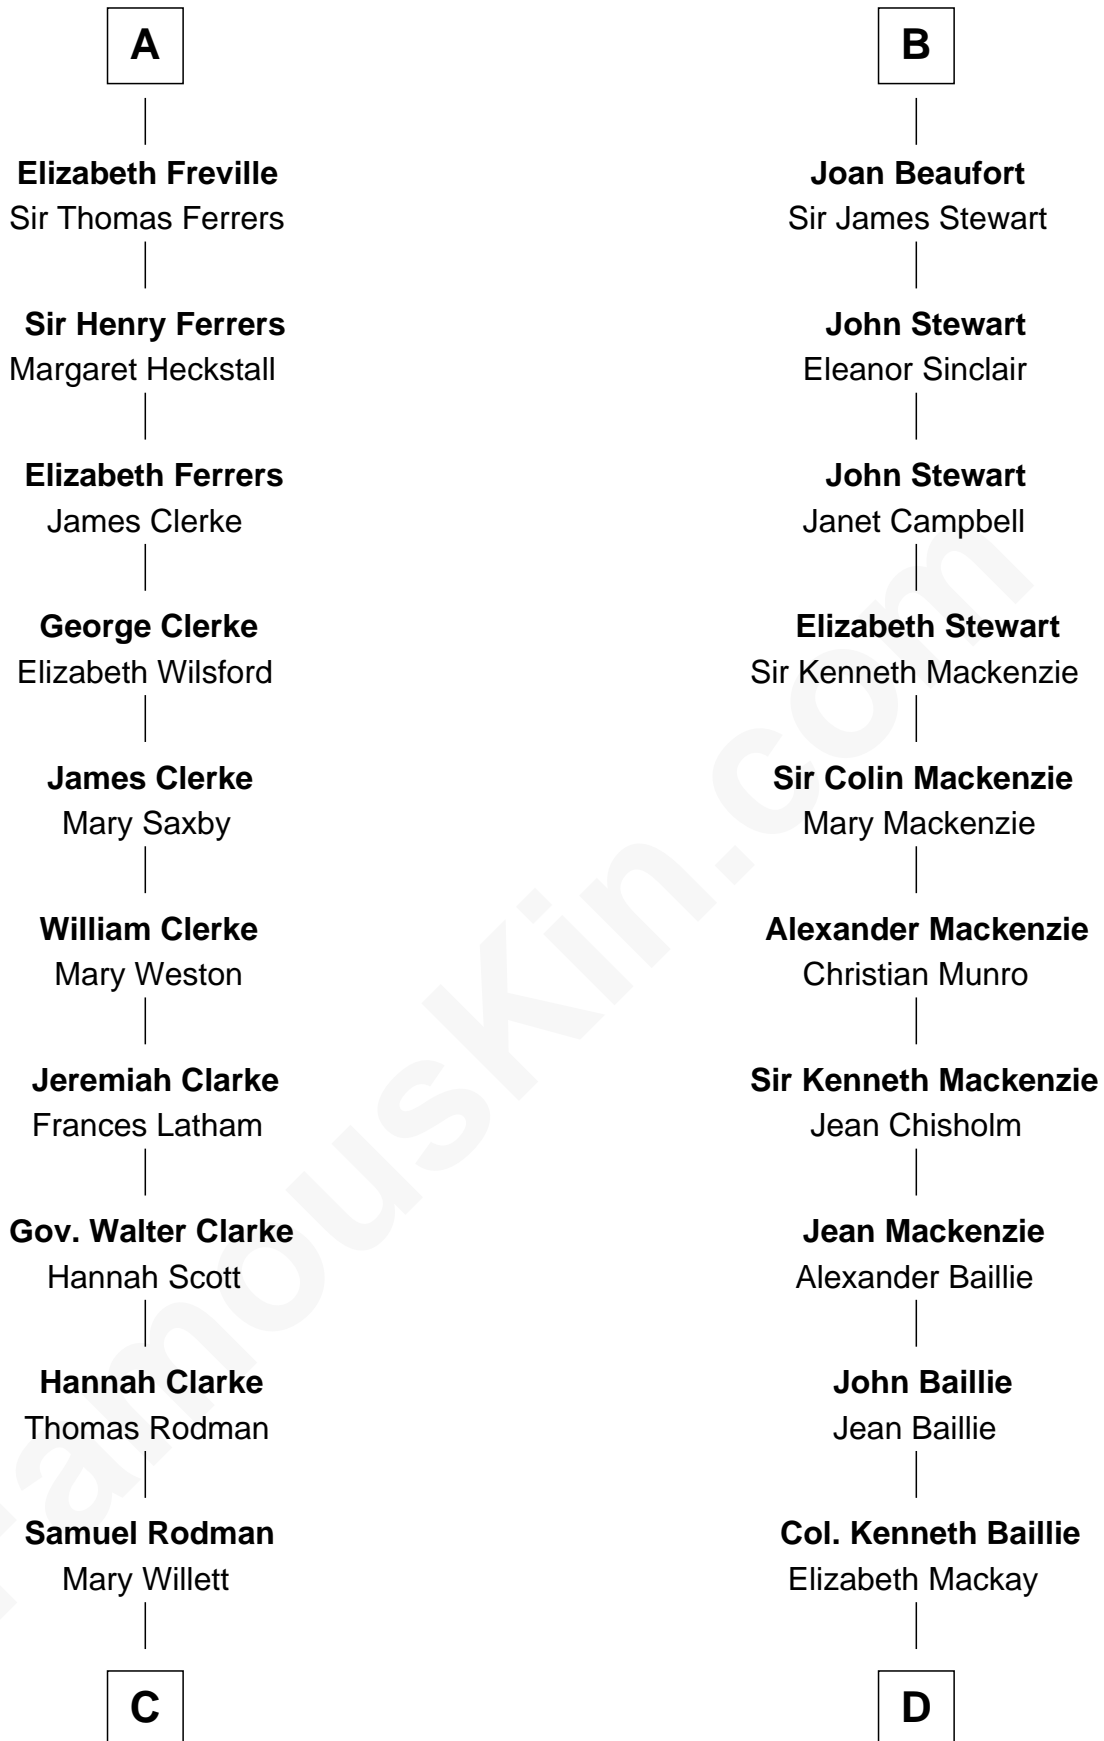 A
Elizabeth Freville
Sir Thomas Ferrers
Sir Henry Ferrers
Margaret Heckstall
Elizabeth Ferrers
James Clerke
George Clerke
Elizabeth Wilsford
James Clerke
Mary Saxby
William Clerke
Mary Weston
Jeremiah Clarke
Frances Latham
Gov. Walter Clarke
Hannah Scott
Hannah Clarke
Thomas Rodman
Samuel Rodman
Mary Willett
C
B
Joan Beaufort
Sir James Stewart
John Stewart
Eleanor Sinclair
John Stewart
Janet Campbell
Elizabeth Stewart
Sir Kenneth Mackenzie
Sir Colin Mackenzie
Mary Mackenzie
Alexander Mackenzie
Christian Munro
Sir Kenneth Mackenzie
Jean Chisholm
Jean Mackenzie
Alexander Baillie
John Baillie
Jean Baillie
Col. Kenneth Baillie
Elizabeth Mackay
D
FamousKin.com